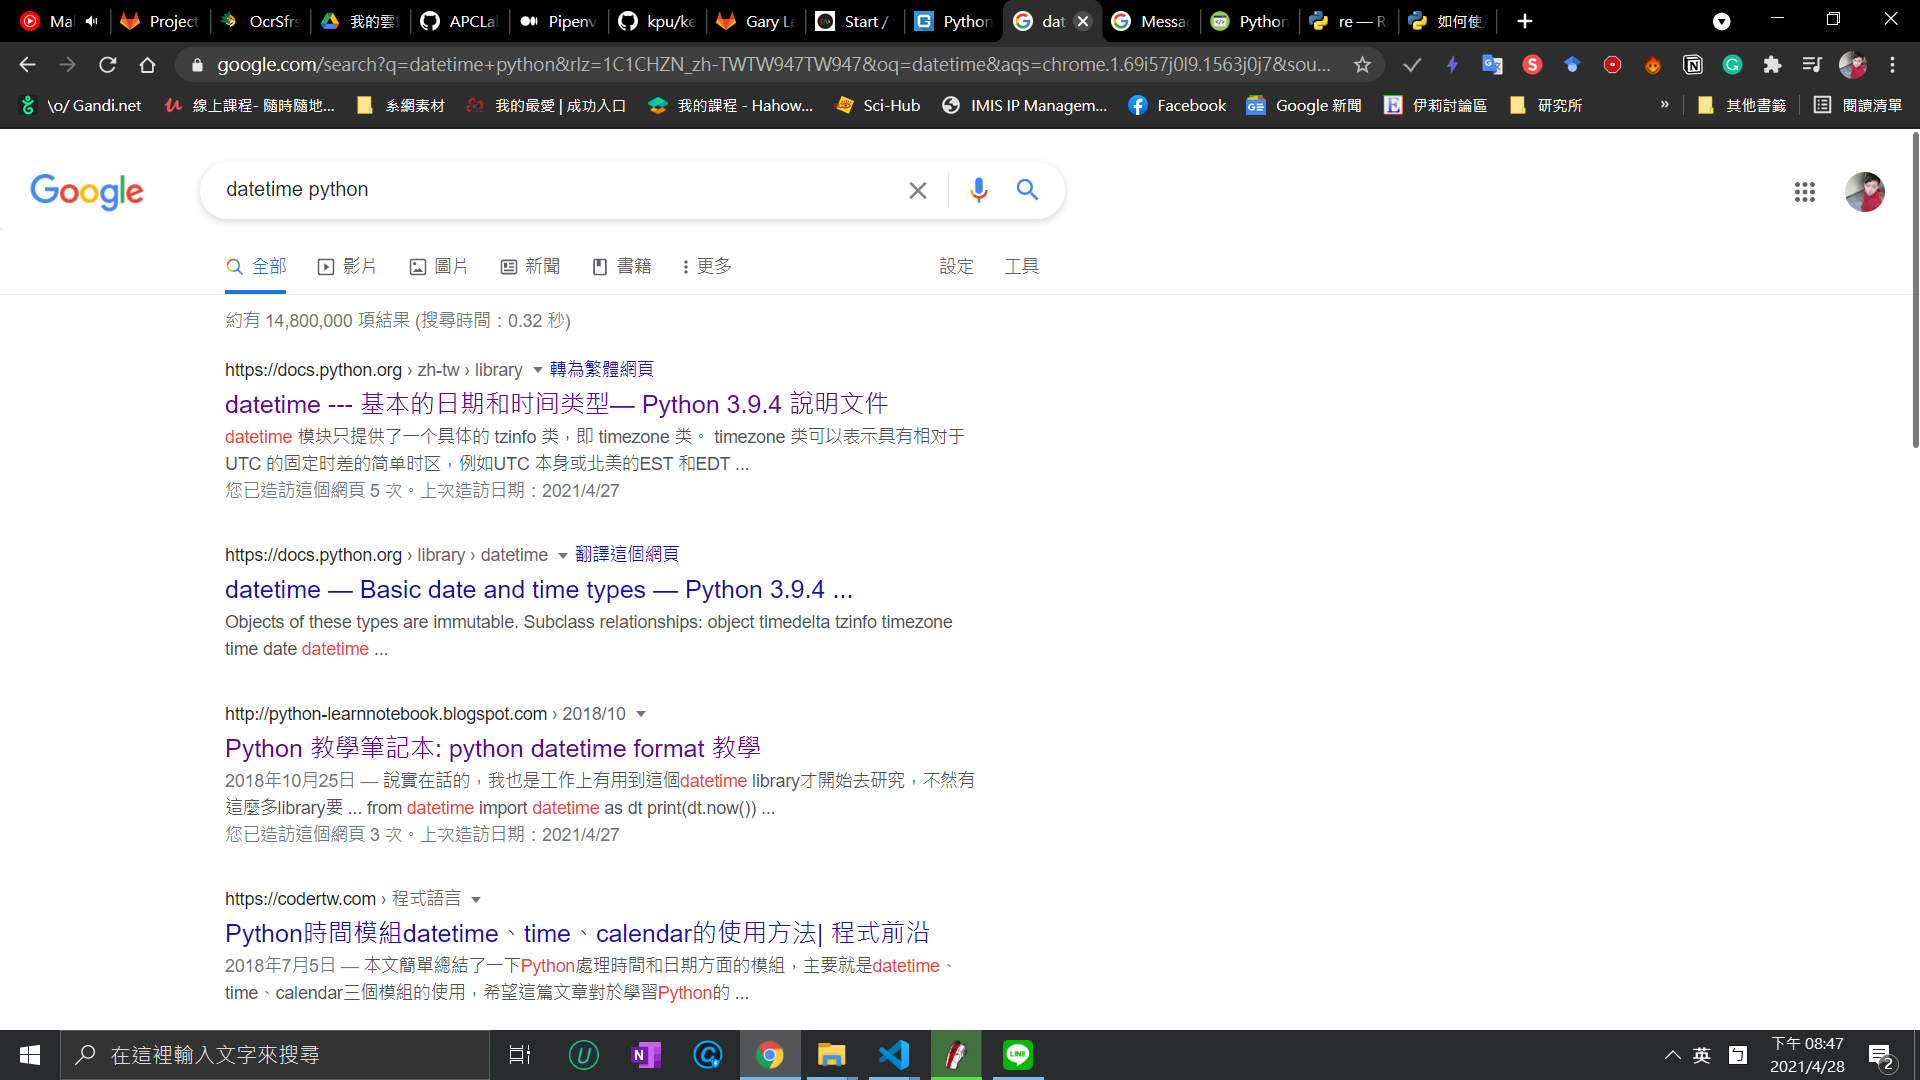 Mal
Project
OcrSfrs
我的雲
APCLa
Pipenv
kpu/ke
Gary Le
Start /
Python
dat
Messa
Python
re — R
如何使
google.com/search?q=datetime+python&rlz=1C1CHZN_zh-TWTW947TW947&oq=datetime&aqs=chrome.1.69i57j0l9.1563j0j7&sou...
\o/ Gandi.net
線上課程- 隨時隨地...
系網素材
我的最愛 | 成功入口
我的課程 - Hahow...
Sci-Hub
IMIS IP Managem...
Facebook
Google 新聞
伊莉討論區
研究所
»
其他書籤
閱讀清單
Google
datetime python
全部
影片
圖片
新聞
書籍
更多
設定
工具
約有 14,800,000 項結果 (搜尋時間：0.32 秒)
https://docs.python.org › zh-tw › library 轉為繁體網頁
datetime --- 基本的日期和时间类型— Python 3.9.4 說明文件
datetime 模块只提供了一个具体的 tzinfo 类，即 timezone 类。 timezone 类可以表示具有相对于
UTC 的固定时差的简单时区，例如UTC 本身或北美的EST 和EDT ...
您已造訪這個網頁 5 次。上次造訪日期：2021/4/27
https://docs.python.org › library › datetime 翻譯這個網頁
datetime — Basic date and time types — Python 3.9.4 ...
Objects of these types are immutable. Subclass relationships: object timedelta tzinfo timezone
time date datetime ...
http://python-learnnotebook.blogspot.com › 2018/10
Python 教學筆記本: python datetime format 教學
2018年10月25日 — 說實在話的，我也是工作上有用到這個datetime library才開始去研究，不然有
這麼多library要 ... from datetime import datetime as dt print(dt.now()) ...
您已造訪這個網頁 3 次。上次造訪日期：2021/4/27
https://codertw.com › 程式語言
Python時間模組datetime、time、calendar的使用方法| 程式前沿
2018年7月5日 — 本文簡單總結了一下Python處理時間和日期方面的模組，主要就是datetime、
time、calendar三個模組的使用，希望這篇文章對於學習Python的 ...
在這裡輸入文字來搜尋
英
下午 08:47
2021/4/28
2